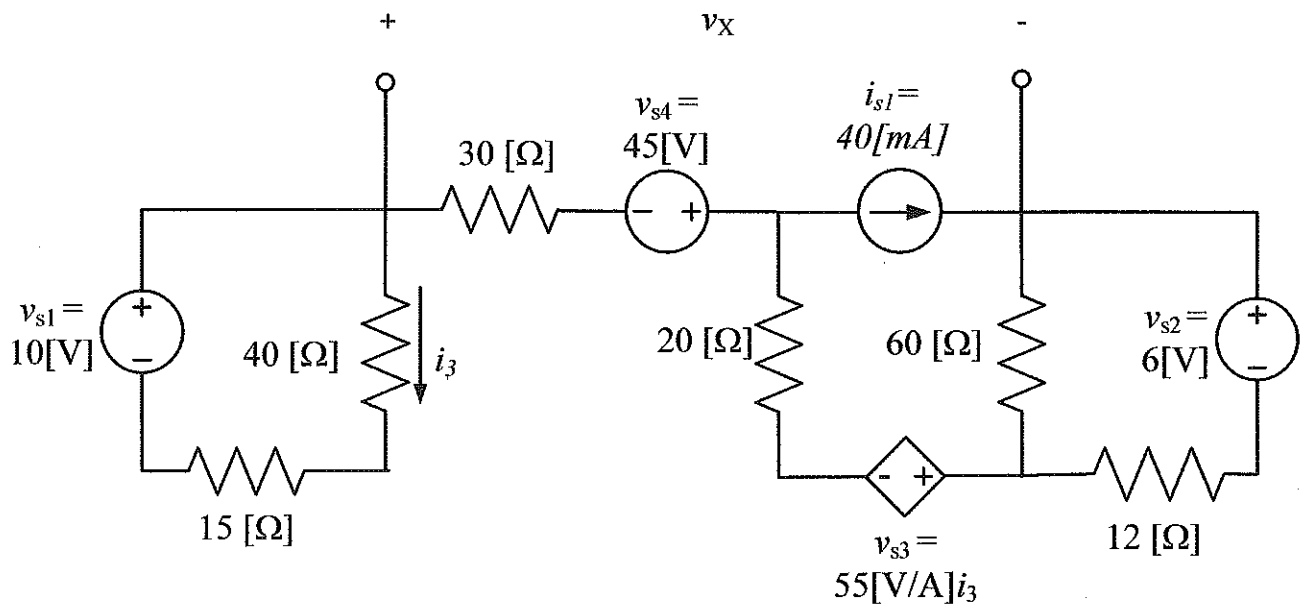 + v_X -
v_s4 =
45[V]
i_s1 =
40[mA]
30 [Ω]
- +
v_s1 =
10[V]
+
-
40 [Ω]
i_3
20 [Ω]
60 [Ω]
v_s2 =
6[V]
+
-
15 [Ω]
- +
v_s3 =
55[V/A]i_3
12 [Ω]